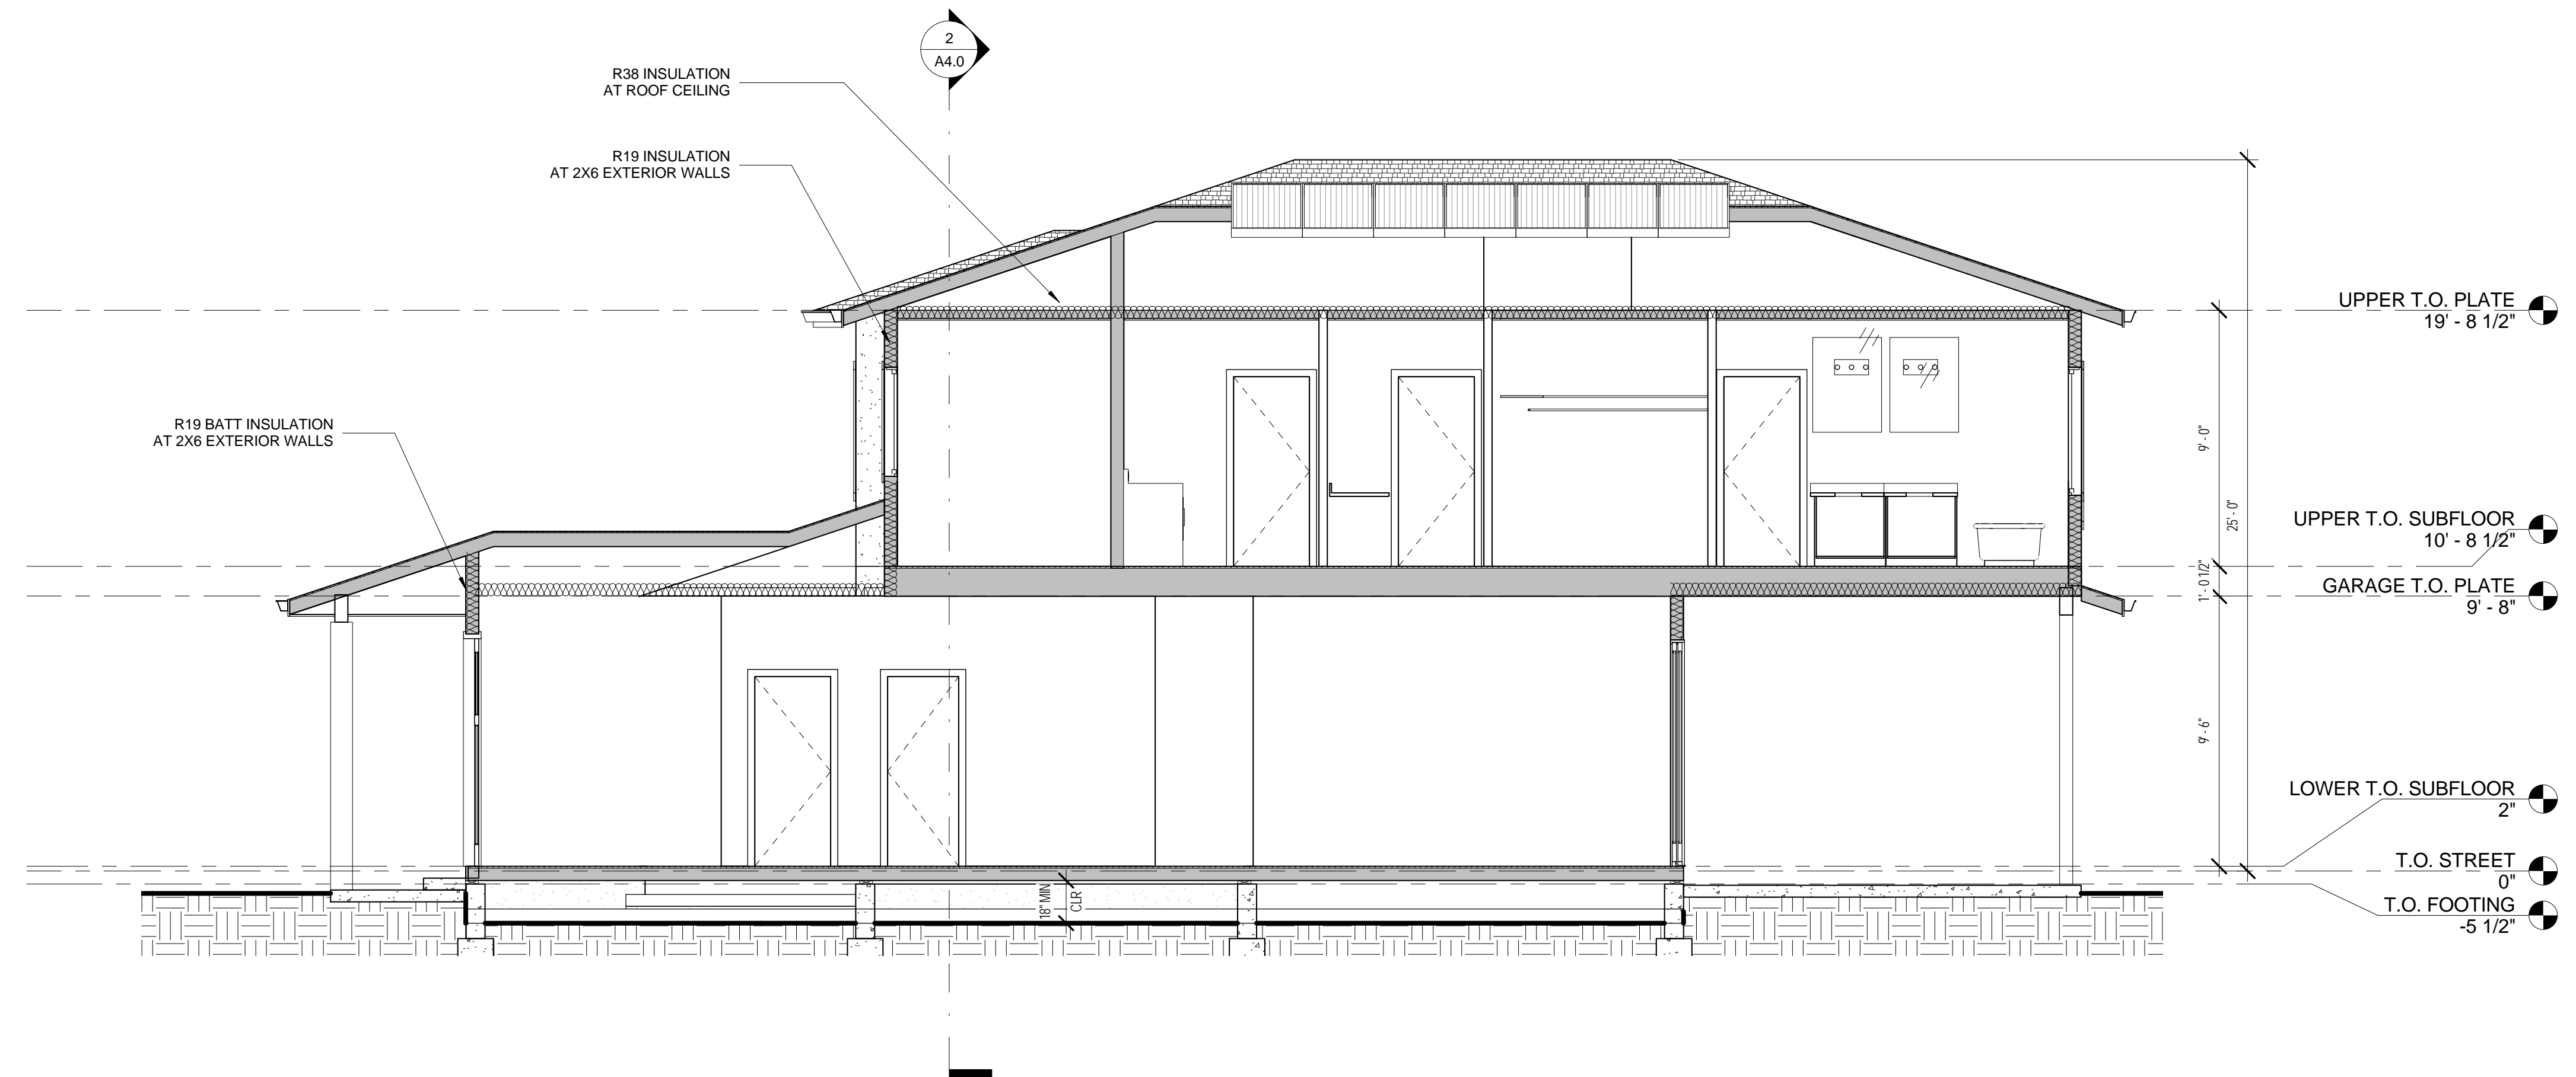 2
A4.0
R38 INSULATION
AT ROOF CEILING
R19 INSULATION
AT 2X6 EXTERIOR WALLS
R19 BATT INSULATION
AT 2X6 EXTERIOR WALLS
UPPER T.O. PLATE
19' - 8 1/2"
UPPER T.O. SUBFLOOR
10' - 8 1/2"
GARAGE T.O. PLATE
9' - 8"
LOWER T.O. SUBFLOOR
2"
T.O. STREET
0"
T.O. FOOTING
-5 1/2"
9' - 0"
25' - 0"
1' - 0 1/2"
9' - 6"
18" MIN
CLR